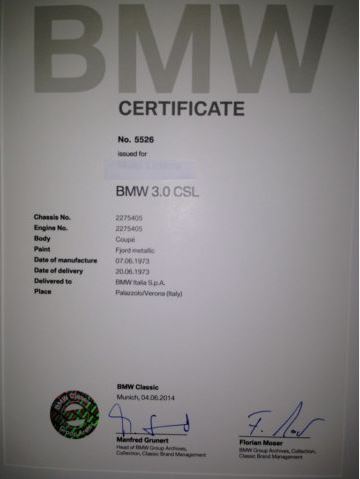 BMW
CERTIFICATE
No. 5526
issued for
BMW 3.0 CSL
Chassis No. 2275405
Engine No. 2275405
Body Coupé
Paint Fjord metallic
Date of manufacture 07.06.1973
Date of delivery 20.06.1973
Delivered to BMW Italia S.p.A.
Place Palazzolo/Verona (Italy)
BMW Classic
Munich, 04.06.2014
Manfred Grunert
Head of BMW Group Archives,
Collection, Classic Brand Management
Florian Moser
BMW Group Archives, Collection,
Classic Brand Management